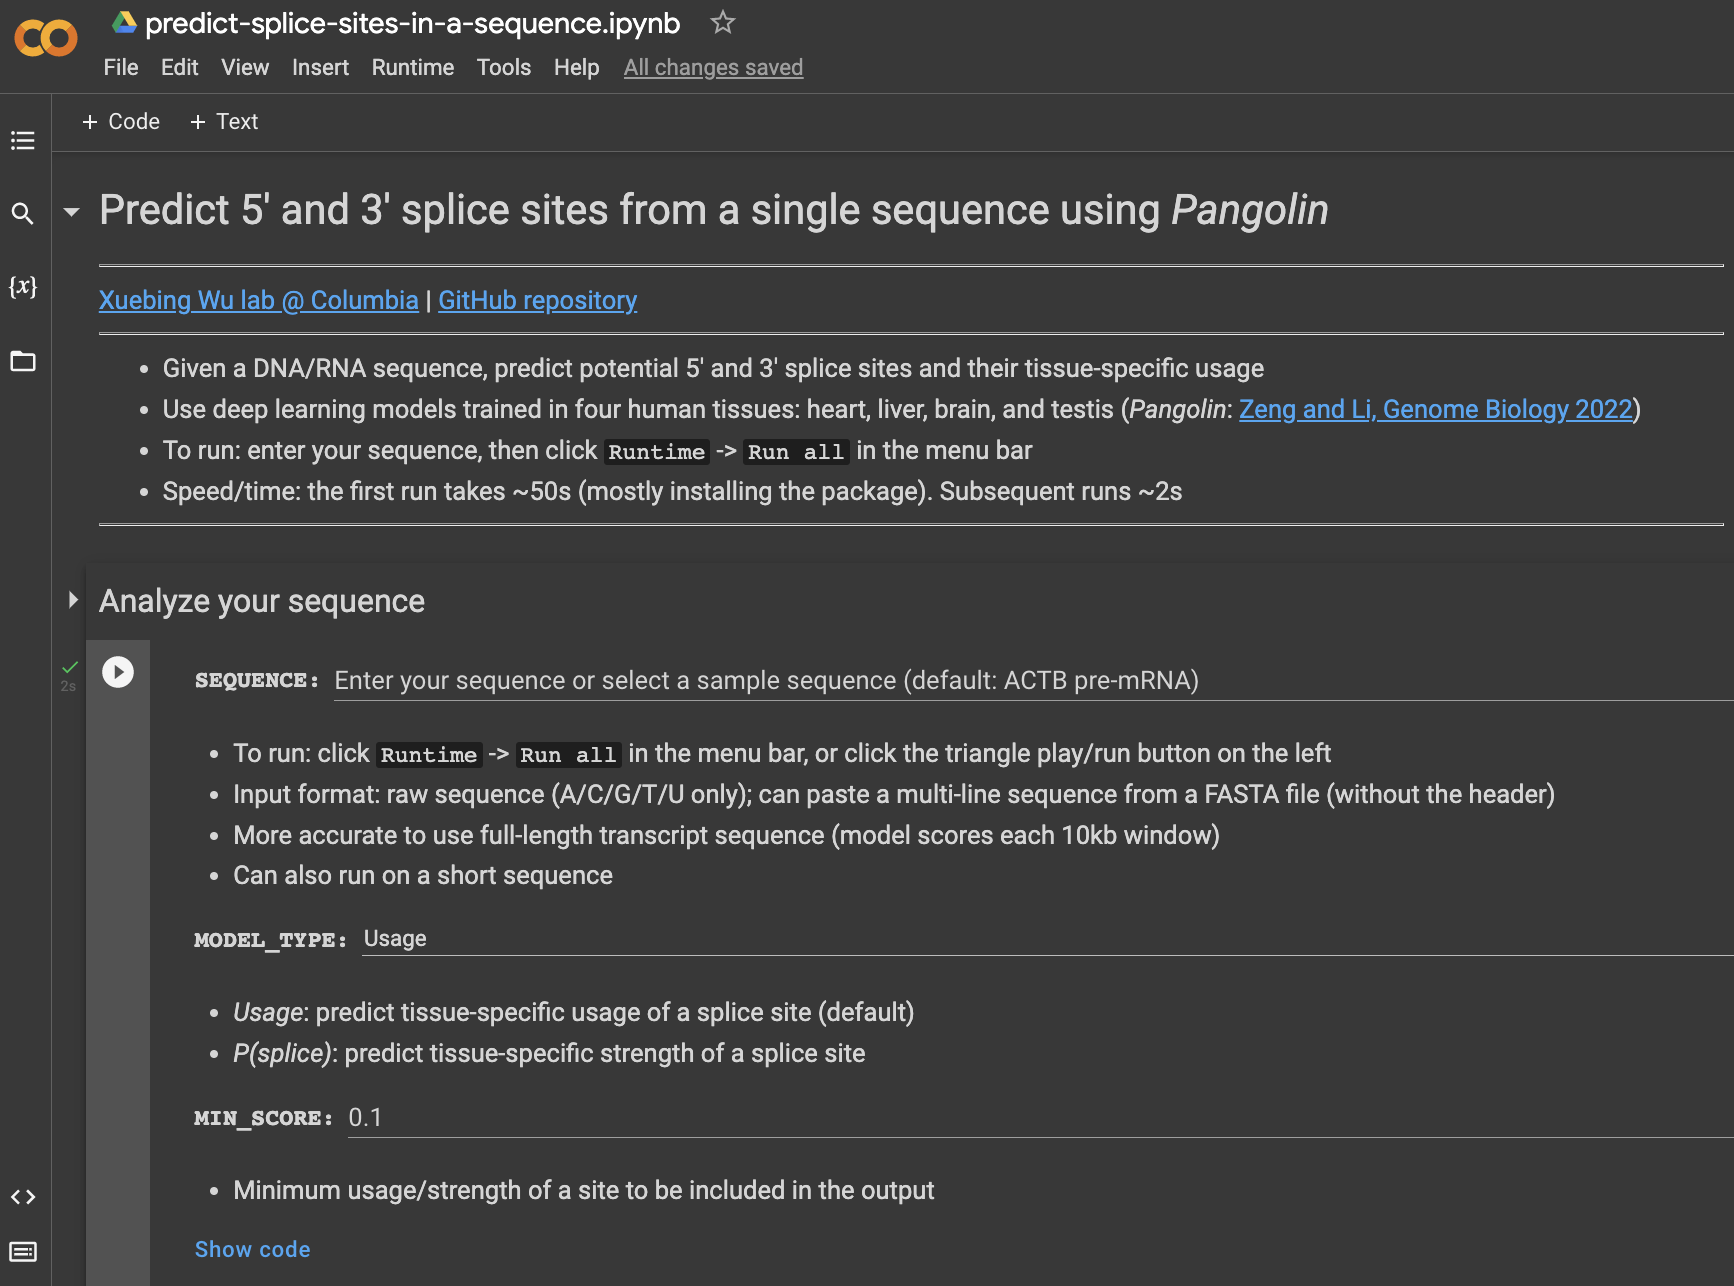 predict-splice-sites-in-a-sequence.ipynb
File Edit View Insert Runtime Tools Help All changes saved
+ Code + Text
{x}
Predict 5' and 3' splice sites from a single sequence using Pangolin
Xuebing Wu lab @ Columbia | GitHub repository
• Given a DNA/RNA sequence, predict potential 5' and 3' splice sites and their tissue-specific usage
• Use deep learning models trained in four human tissues: heart, liver, brain, and testis (Pangolin: Zeng and Li, Genome Biology 2022)
• To run: enter your sequence, then click Runtime -> Run all in the menu bar
• Speed/time: the first run takes ~50s (mostly installing the package). Subsequent runs ~2s
Analyze your sequence
2s
SEQUENCE: Enter your sequence or select a sample sequence (default: ACTB pre-mRNA)
• To run: click Runtime -> Run all in the menu bar, or click the triangle play/run button on the left
• Input format: raw sequence (A/C/G/T/U only); can paste a multi-line sequence from a FASTA file (without the header)
• More accurate to use full-length transcript sequence (model scores each 10kb window)
• Can also run on a short sequence
MODEL_TYPE: Usage
• Usage: predict tissue-specific usage of a splice site (default)
• P(splice): predict tissue-specific strength of a splice site
MIN_SCORE: 0.1
• Minimum usage/strength of a site to be included in the output
Show code